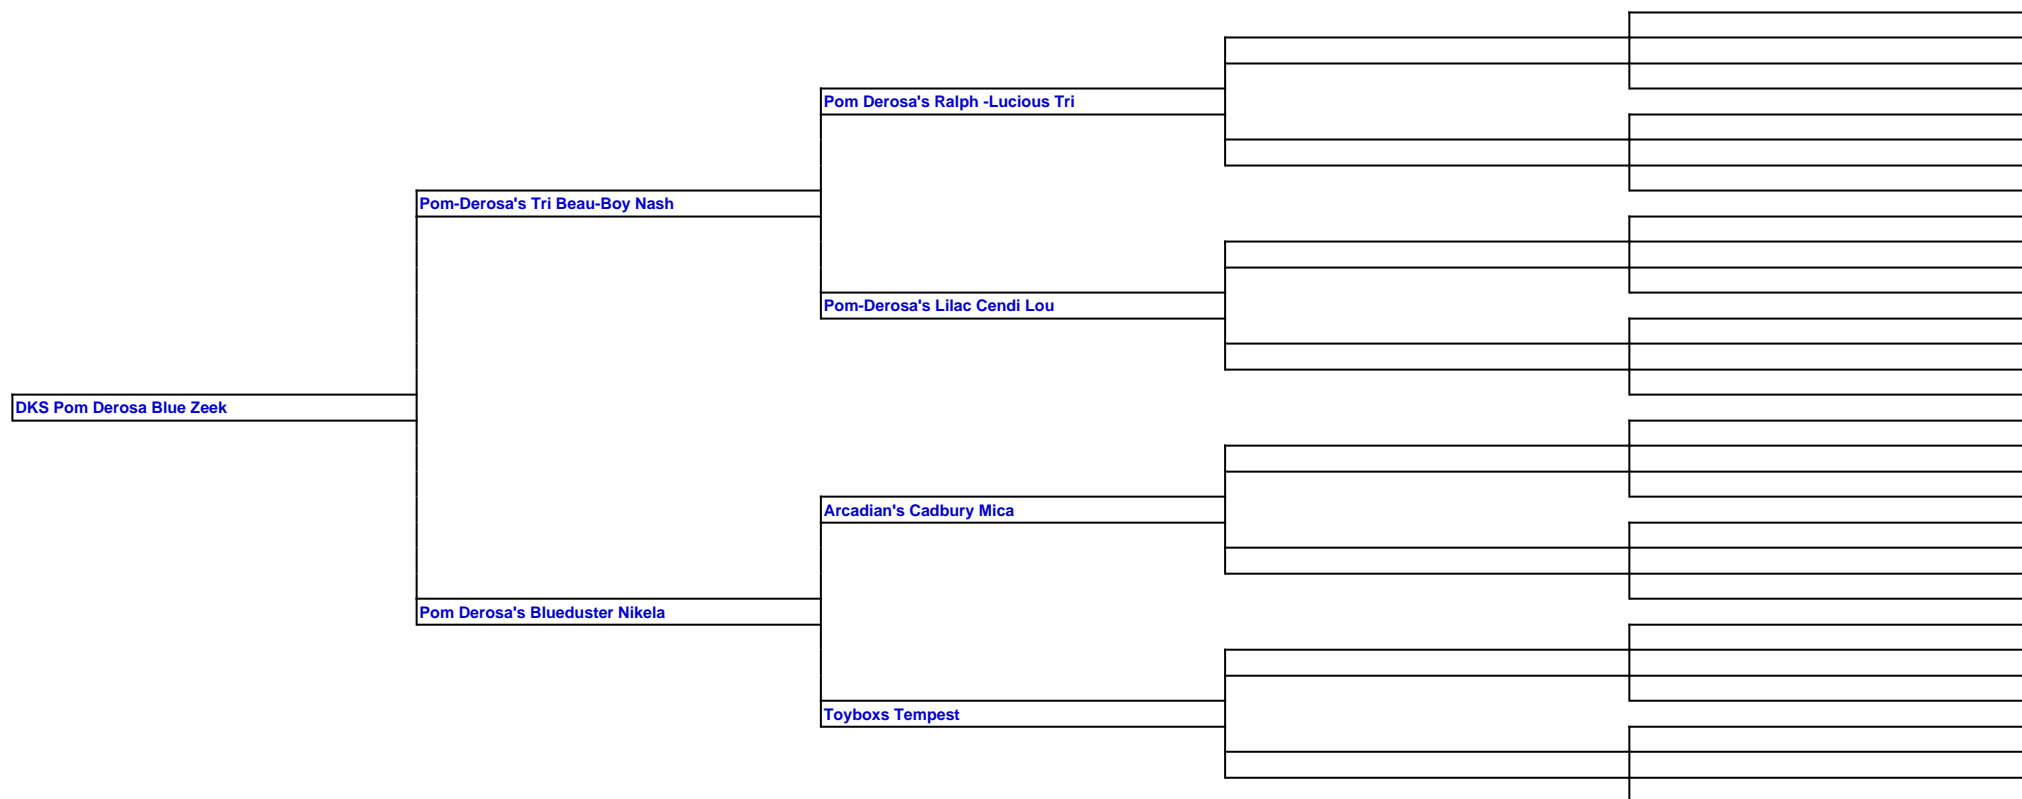 Pom Derosa's Ralph -Lucious Tri
Pom-Derosa's Tri Beau-Boy Nash
Pom-Derosa's Lilac Cendi Lou
DKS Pom Derosa Blue Zeek
Arcadian's Cadbury Mica
Pom Derosa's Blueduster Nikela
Toyboxs Tempest